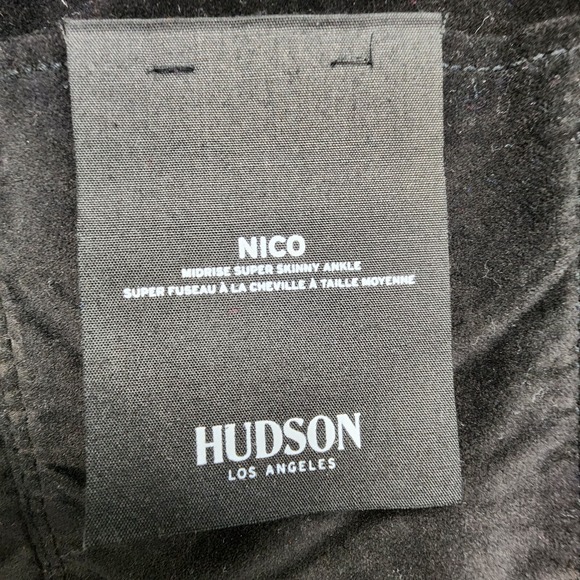 NICO
MIDRISE SUPER SKINNY ANKLE
SUPER FUSEAU À LA CHEVILLE À TAILLE MOYENNE
HUDSON
LOS ANGELES